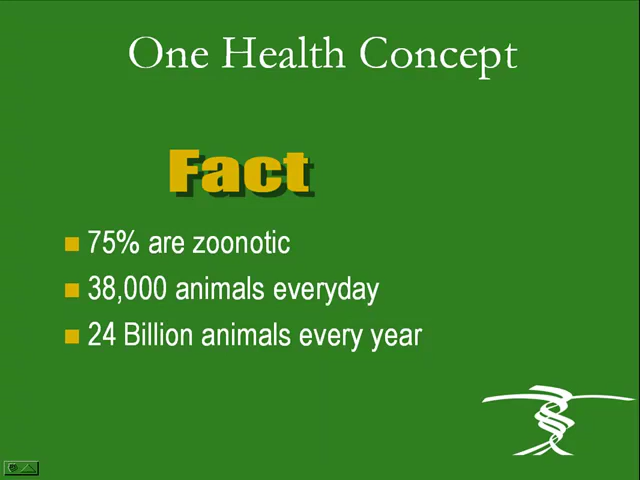 One Health Concept
Fact
75% are zoonotic
38,000 animals everyday
24 Billion animals every year